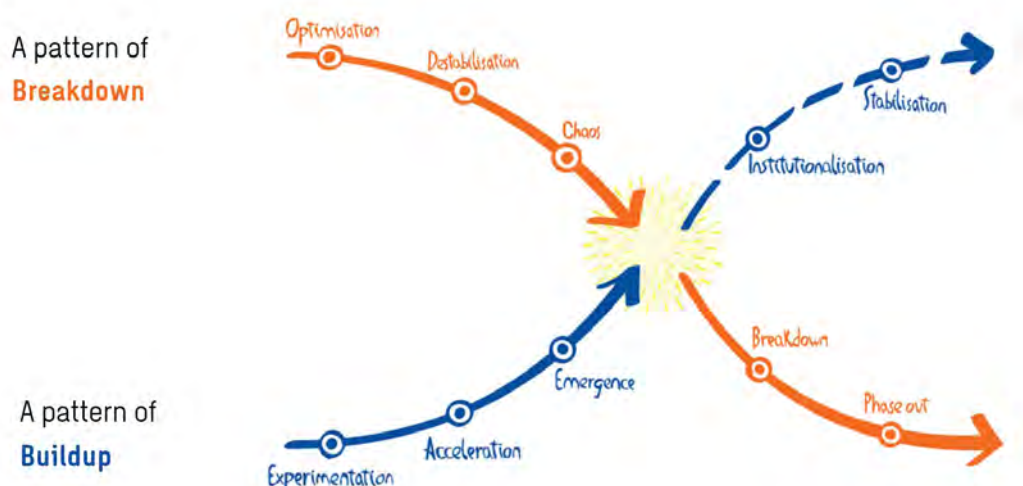 A pattern of
Breakdown
Optimisation
Destabilisation
Chaos
Stabilisation
Institutionalisation
Breakdown
Phase out
Emergence
Acceleration
Experimentation
A pattern of
Buildup